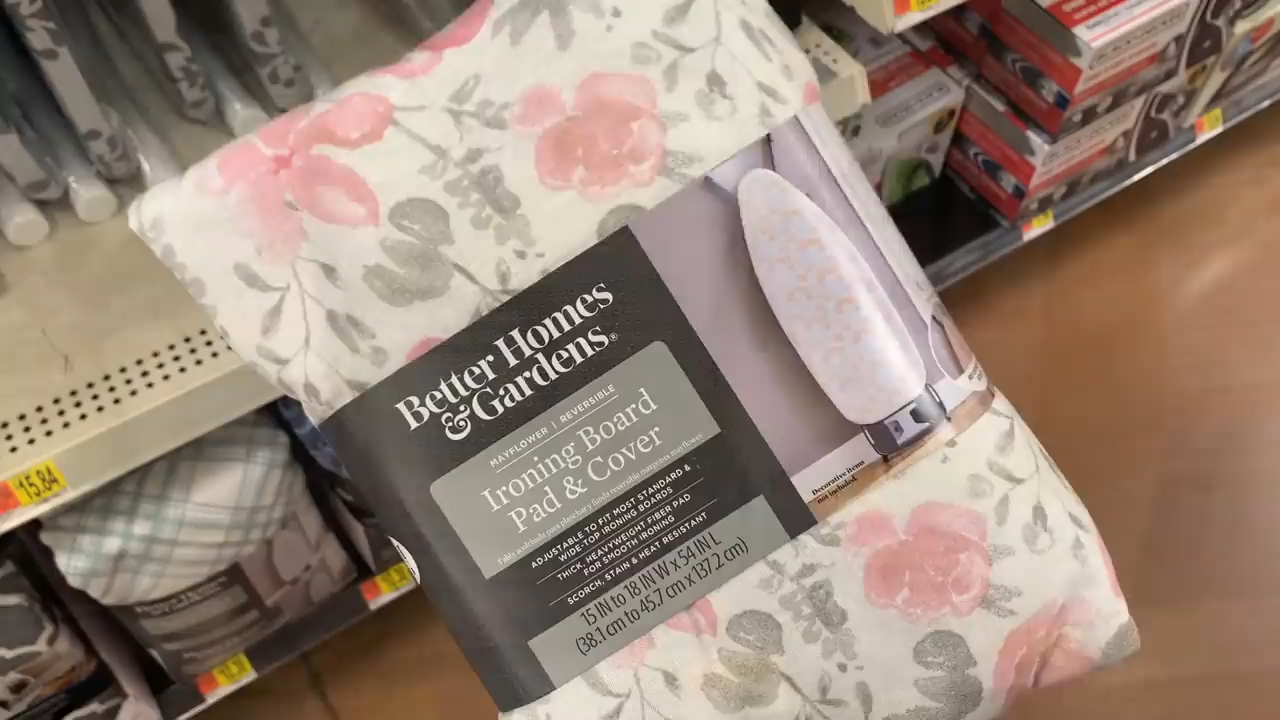 Better Homes
& Gardens®
MAYFLOWER | REVERSIBLE
Ironing Board
Pad & Cover
ADJUSTABLE TO FIT MOST STANDARD &
WIDE-TOP IRONING BOARDS
THICK, HEAVYWEIGHT FIBER PAD
FOR SMOOTH IRONING
SCORCH, STAIN & HEAT RESISTANT
15 IN to 18 IN W x 54 IN L
(38.1 cm to 45.7 cm x 137.2 cm)
Decorative items
not included.
15.84